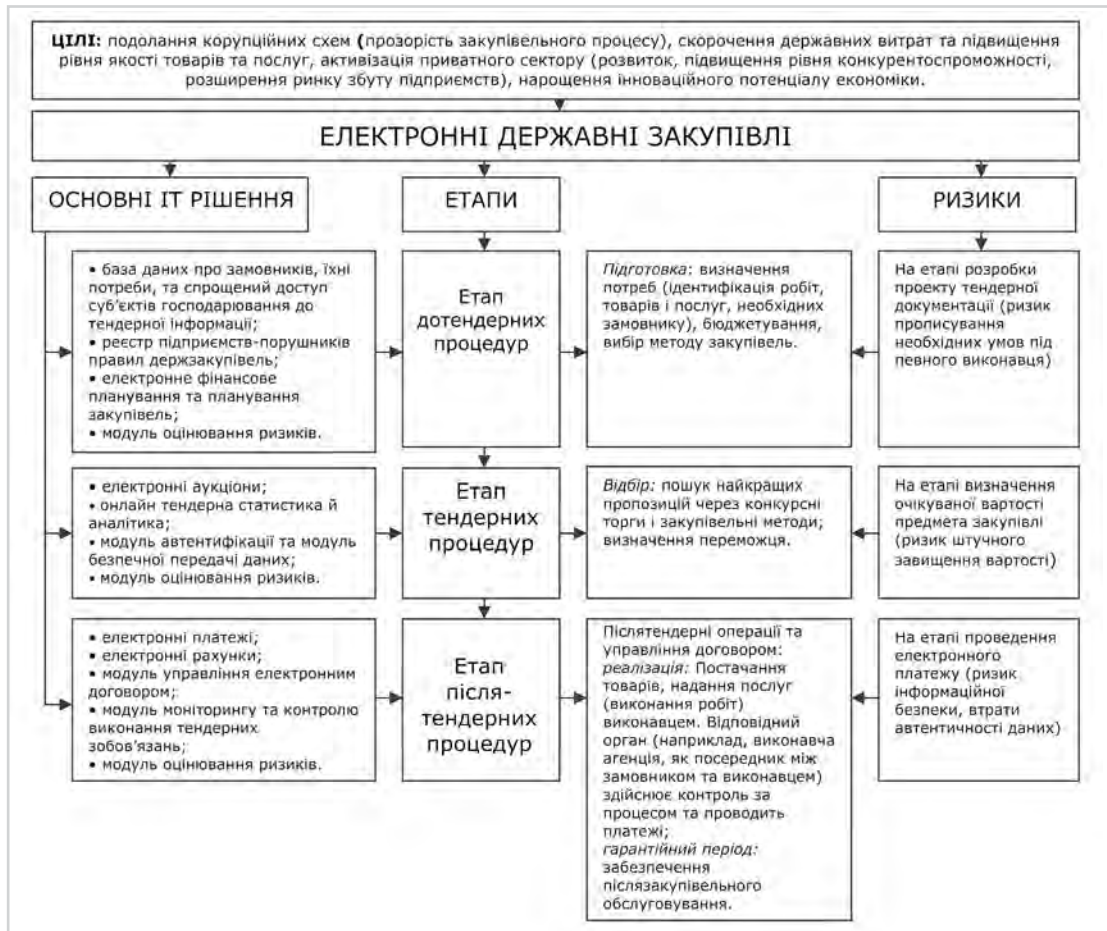 ЦІЛІ: подолання корупційних схем (прозорість закупівельного процесу), скорочення державних витрат та підвищення
рівня якості товарів та послуг, активізація приватного сектору (розвиток, підвищення рівня конкурентоспроможності,
розширення ринку збуту підприємств), нарощення інноваційного потенціалу економіки.
ЕЛЕКТРОННІ ДЕРЖАВНІ ЗАКУПІВЛІ
ОСНОВНІ ІТ РІШЕННЯ
ЕТАПИ
РИЗИКИ
• база даних про замовників, їхні
потреби, та спрощений доступ
суб’єктів господарювання до
тендерної інформації;
• реєстр підприємств-порушників
правил держзакупівель;
• електронне фінансове
планування та планування
закупівель;
• модуль оцінювання ризиків.
Етап
дотендерних
процедур
Підготовка: визначення
потреб (ідентифікація робіт,
товарів і послуг, необхідних
замовнику), бюджетування,
вибір методу закупівель.
На етапі розробки
проекту тендерної
документації (ризик
прописування
необхідних умов під
певного виконавця)
• електронні аукціони;
• онлайн тендерна статистика й
аналітика;
• модуль автентифікації та модуль
безпечної передачі даних;
• модуль оцінювання ризиків.
Етап
тендерних
процедур
Відбір: пошук найкращих
пропозицій через конкурсні
торги і закупівельні методи;
визначення переможця.
На етапі визначення
очікуваної вартості
предмета закупівлі
(ризик штучного
завищення вартості)
• електронні платежі;
• електронні рахунки;
• модуль управління електронним
договором;
• модуль моніторингу та контролю
виконання тендерних
зобов’язань;
• модуль оцінювання ризиків.
Етап
після-
тендерних
процедур
Післятендерні операції та
управління договором:
реалізація: Постачання
товарів, надання послуг
(виконання робіт)
виконавцем. Відповідний
орган (наприклад, виконавча
агенція, як посередник між
замовником та виконавцем)
здійснює контроль за
процесом та проводить
платежі;
гарантійний період:
забезпечення
післязакупівельного
обслуговування.
На етапі проведення
електронного
платежу (ризик
інформаційної
безпеки, втрати
автентичності даних)